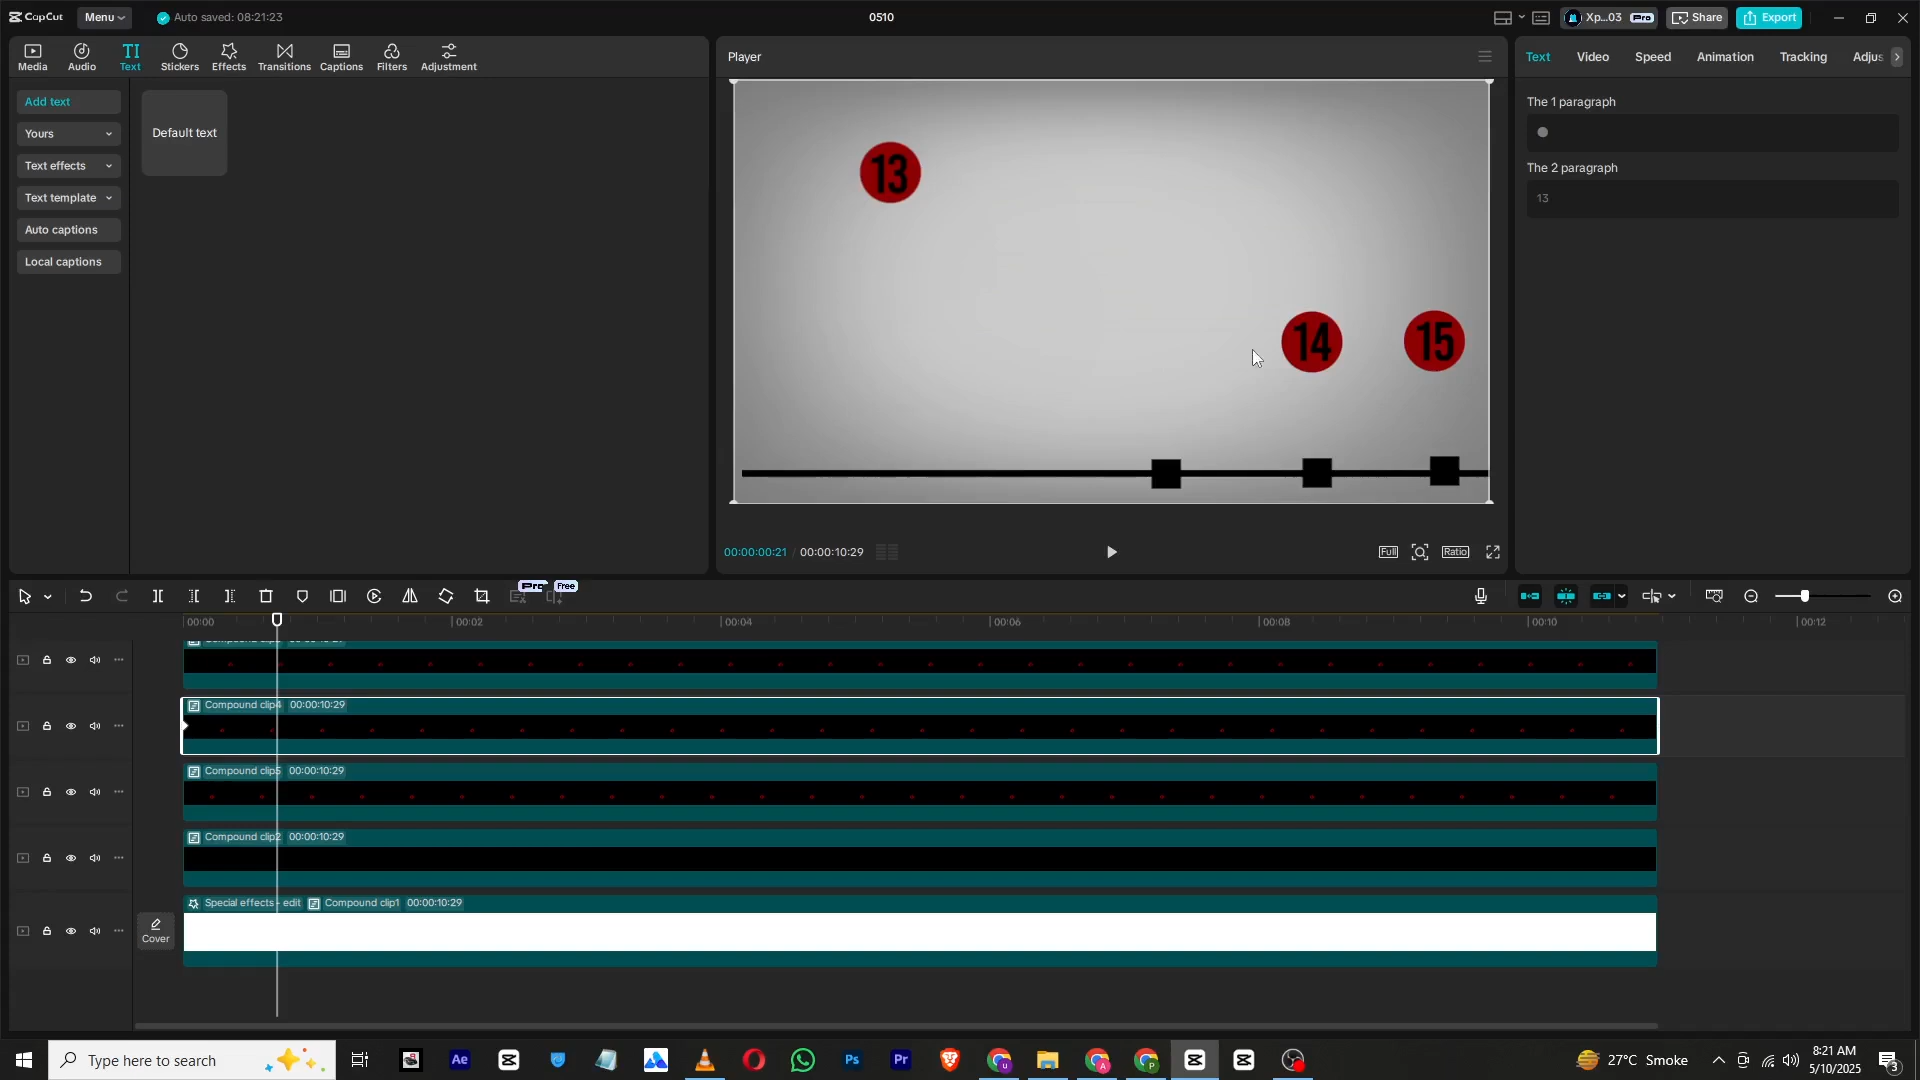 CapCut
Menu
Auto saved: 08:21:23
0510
Xp...03
Pro
Share
Export
Media
Audio
TI
Text
Stickers
Effects
Transitions
Captions
Filters
Adjustment
Player
Text
Video
Speed
Animation
Tracking
Adjus
Add text
Yours
Text effects
Text template
Auto captions
Local captions
Default text
13
14
15
The 1 paragraph
The 2 paragraph
13
00:00:00:21 / 00:00:10:29
Full
Ratio
Pro
Free
00:00
00:02
00:04
00:06
00:08
00:10
00:12
Compound clip4 00:00:10:29
Compound clip5 00:00:10:29
Compound clip2 00:00:10:29
Special effects - edit
Compound clip1 00:00:10:29
Cover
Type here to search
Ae
Ps
Pr
U
A
P
27°C Smoke
8:21 AM
5/10/2025
3